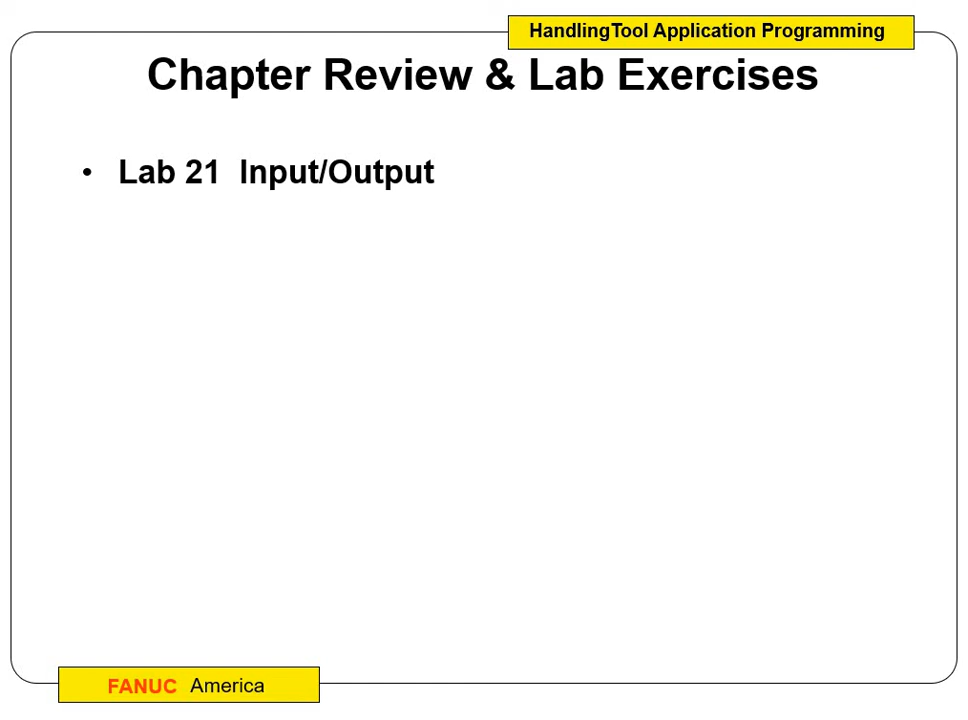 HandlingTool Application Programming
Chapter Review & Lab Exercises
• Lab 21 Input/Output
FANUC America